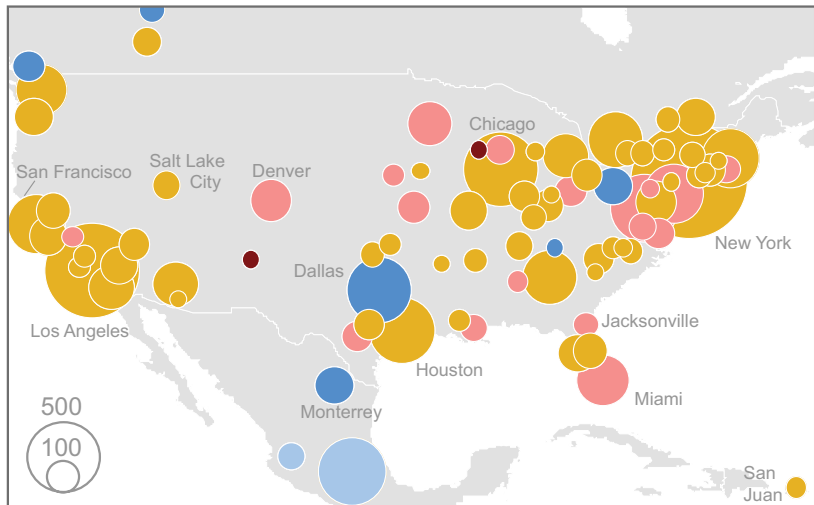 Chicago
San Francisco
Salt Lake
City
Denver
New York
Dallas
Los Angeles
Jacksonville
Houston
Miami
Monterrey
500
100
San
Juan